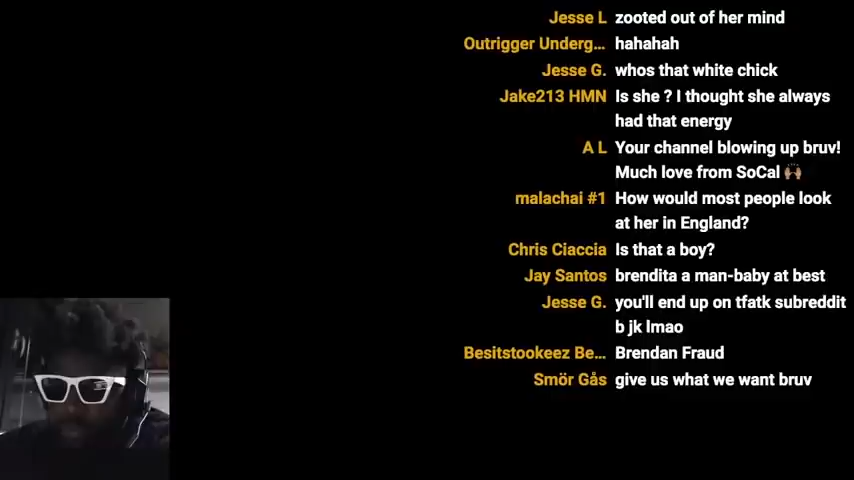 Jesse L zooted out of her mind
Outrigger Underg... hahahah
Jesse G. whos that white chick
Jake213 HMN Is she ? I thought she always
had that energy
A L Your channel blowing up bruv!
Much love from SoCal 🙌🏽
malachai #1 How would most people look
at her in England?
Chris Ciaccia Is that a boy?
Jay Santos brendita a man-baby at best
Jesse G. you'll end up on tfatk subreddit
b jk lmao
Besitstookeez Be... Brendan Fraud
Smör Gås give us what we want bruv